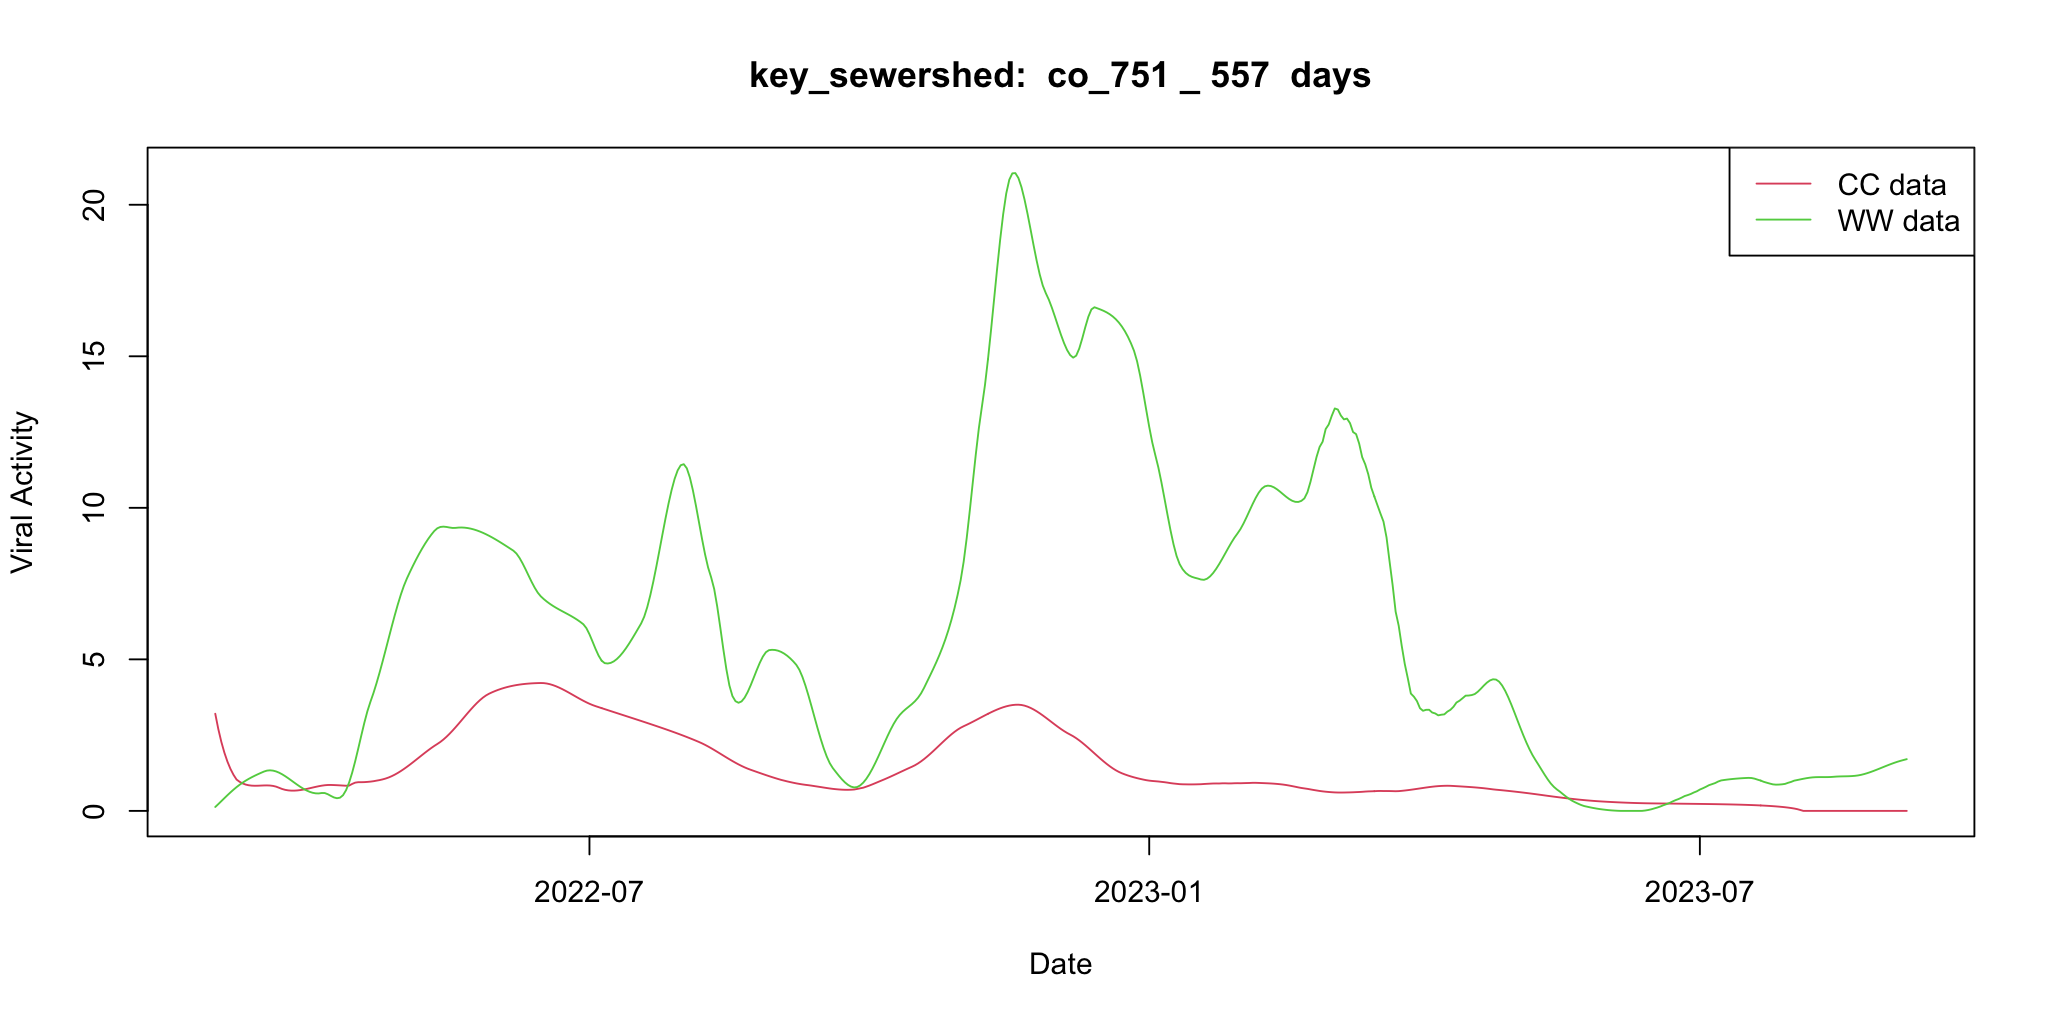 key_sewershed: co_751 _ 557 days
CC data
WW data
Viral Activity
20
15
10
5
0
2022-07
2023-01
2023-07
Date